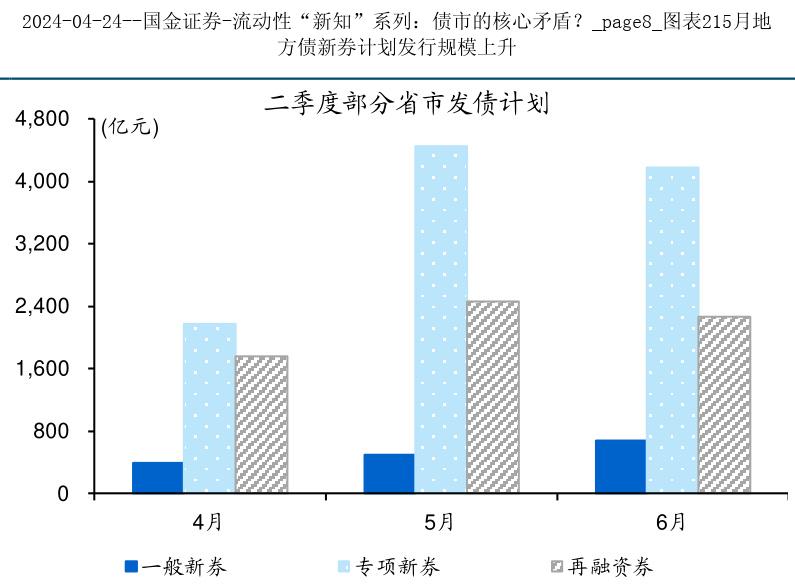 2024-04-24--国金证券-流动性“新知”系列：债市的核心矛盾？_page8_图表215月地
方债新券计划发行规模上升
二季度部分省市发债计划
(亿元)
4,800
4,000
3,200
2,400
1,600
800
0
4月 5月 6月
一般新券 专项新券 再融资券